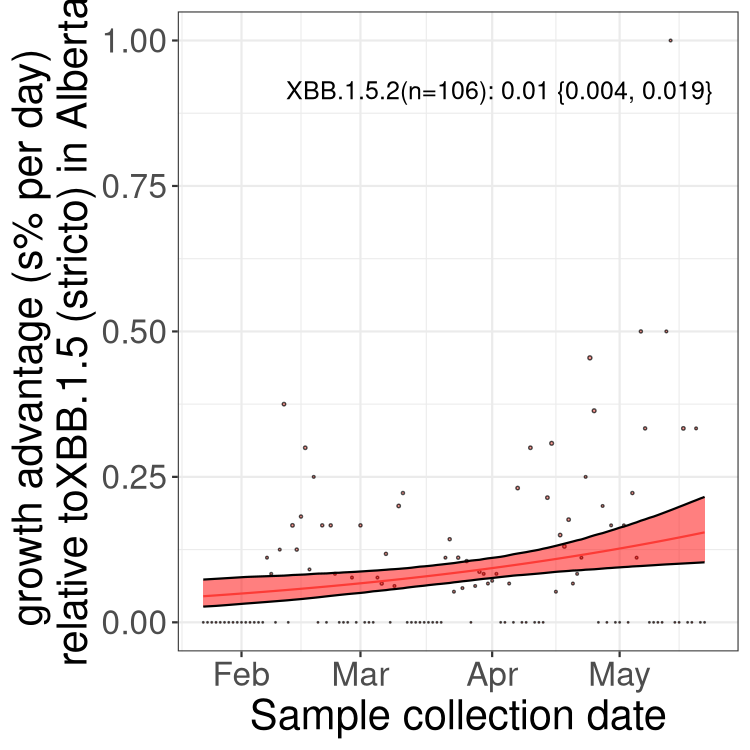 growth advantage (s% per day)
relative toXBB.1.5 (stricto) in Alberta
1.00
XBB.1.5.2(n=106): 0.01 {0.004, 0.019}
0.75
0.50
0.25
0.00
Feb Mar Apr May
Sample collection date